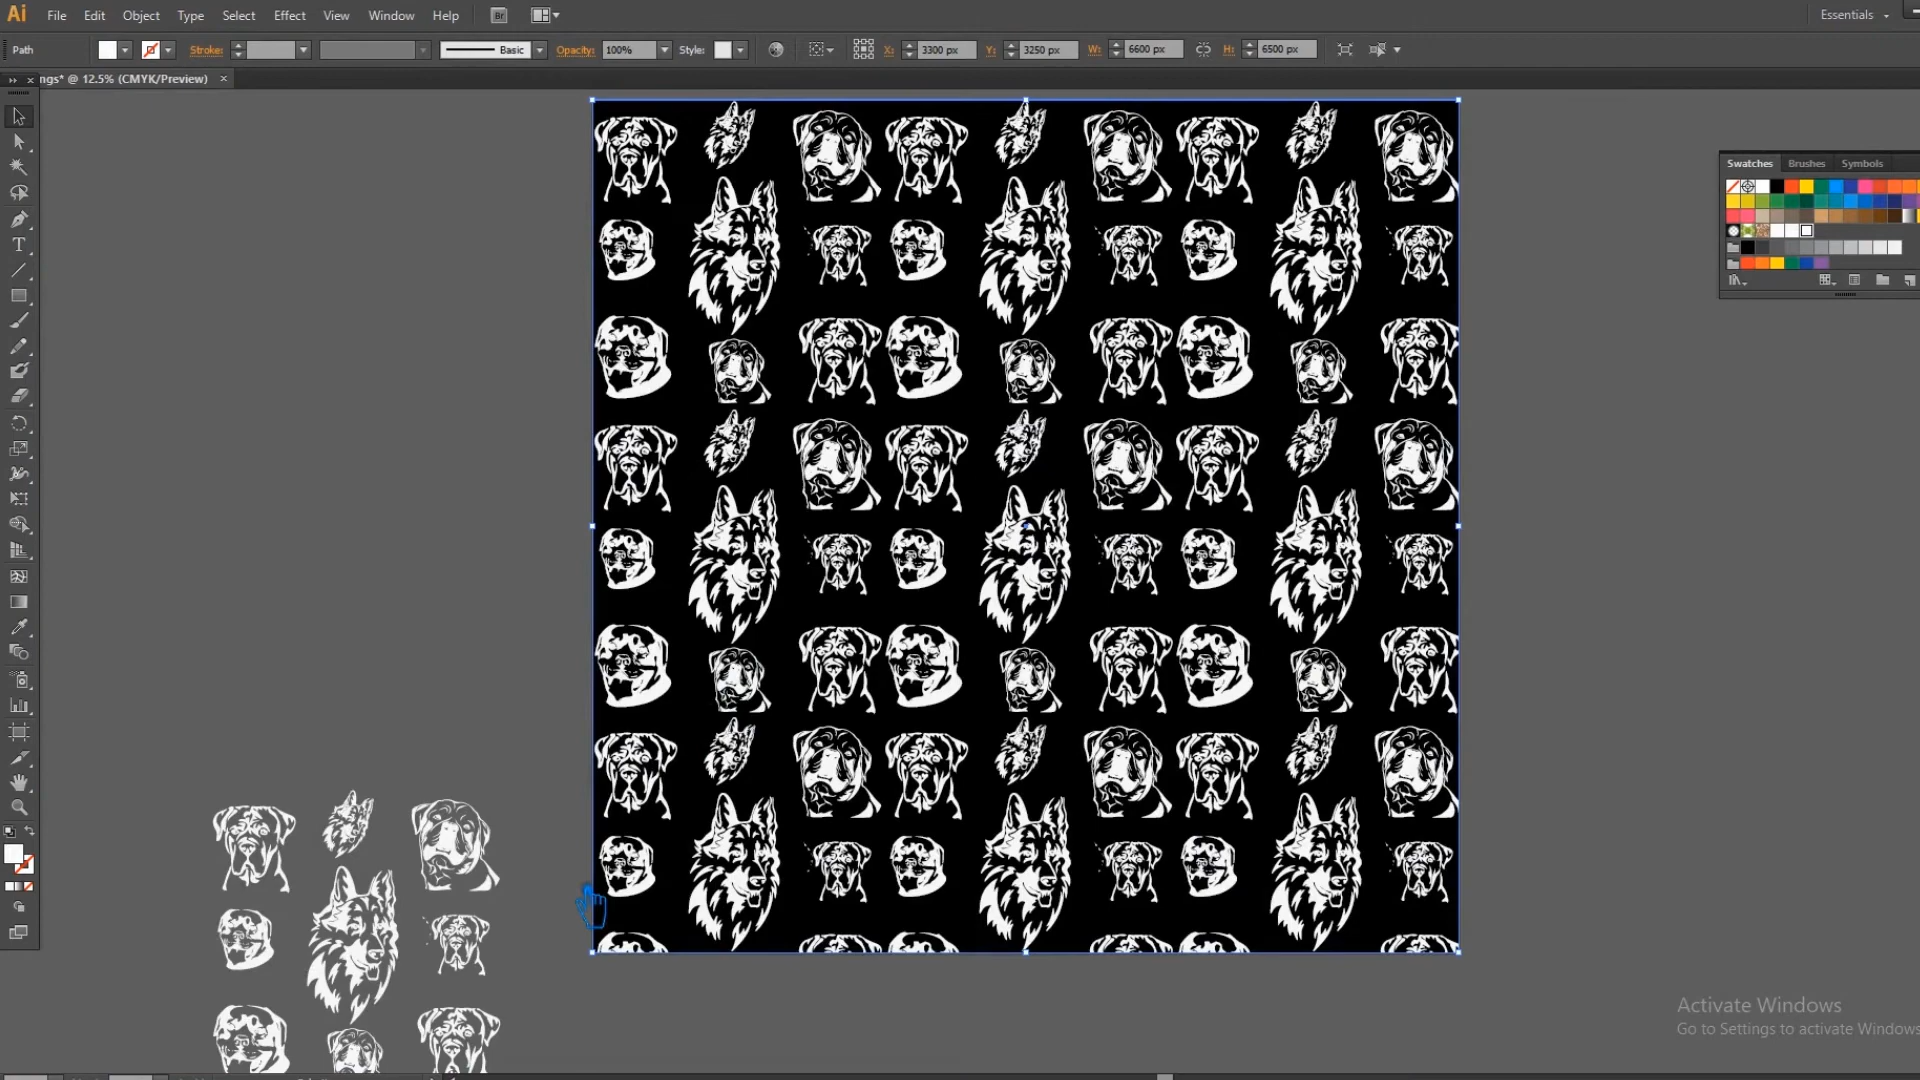 Ai File Edit Object Type Select Effect View Window Help Br Essentials
Path Stroke: Basic Opacity: 100% Style: X: 3300 px Y: 3250 px W: 6600 px H: 6500 px
ngs* @ 12.5% (CMYK/Preview) ×
Swatches Brushes Symbols
T
Activate Windows
Go to Settings to activate Windows